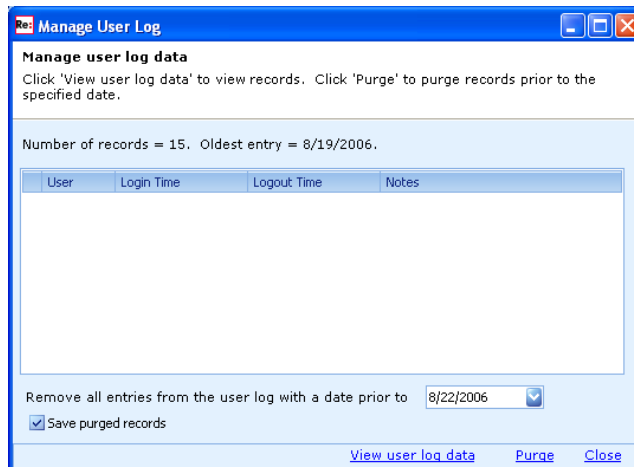 Re: Manage User Log
Manage user log data
Click 'View user log data' to view records.  Click 'Purge' to purge records prior to the
specified date.
Number of records = 15.  Oldest entry = 8/19/2006.
User Login Time Logout Time Notes
Remove all entries from the user log with a date prior to 8/22/2006
Save purged records
View user log data Purge Close